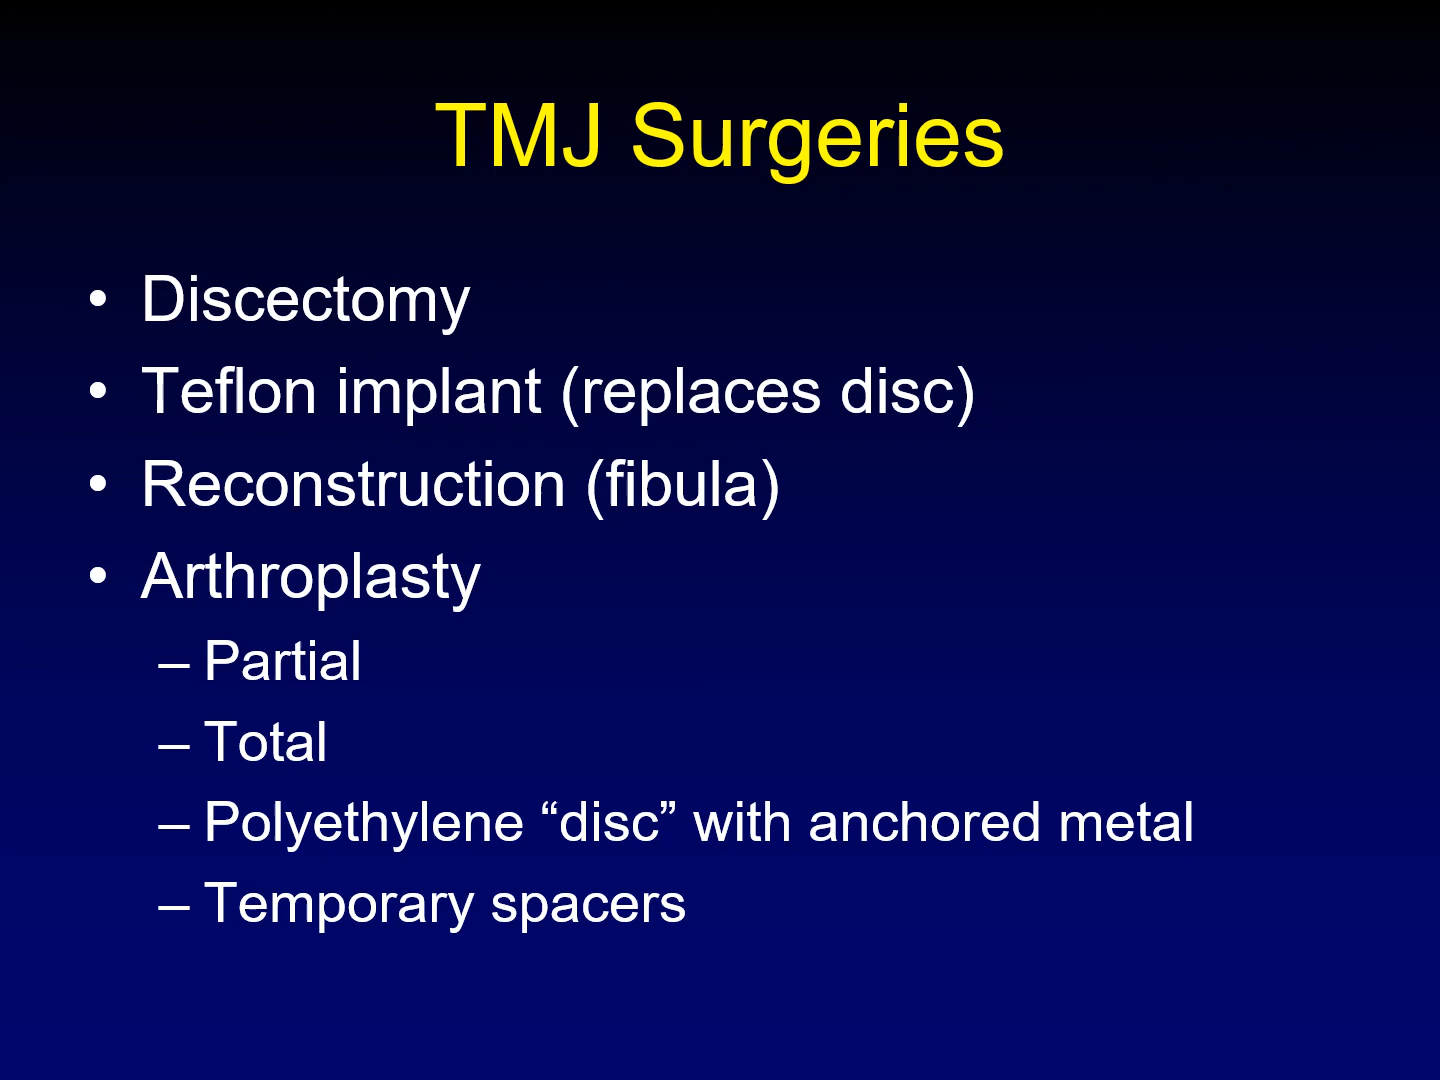 TMJ Surgeries
• Discectomy
• Teflon implant (replaces disc)
• Reconstruction (fibula)
• Arthroplasty
– Partial
– Total
– Polyethylene “disc” with anchored metal
– Temporary spacers